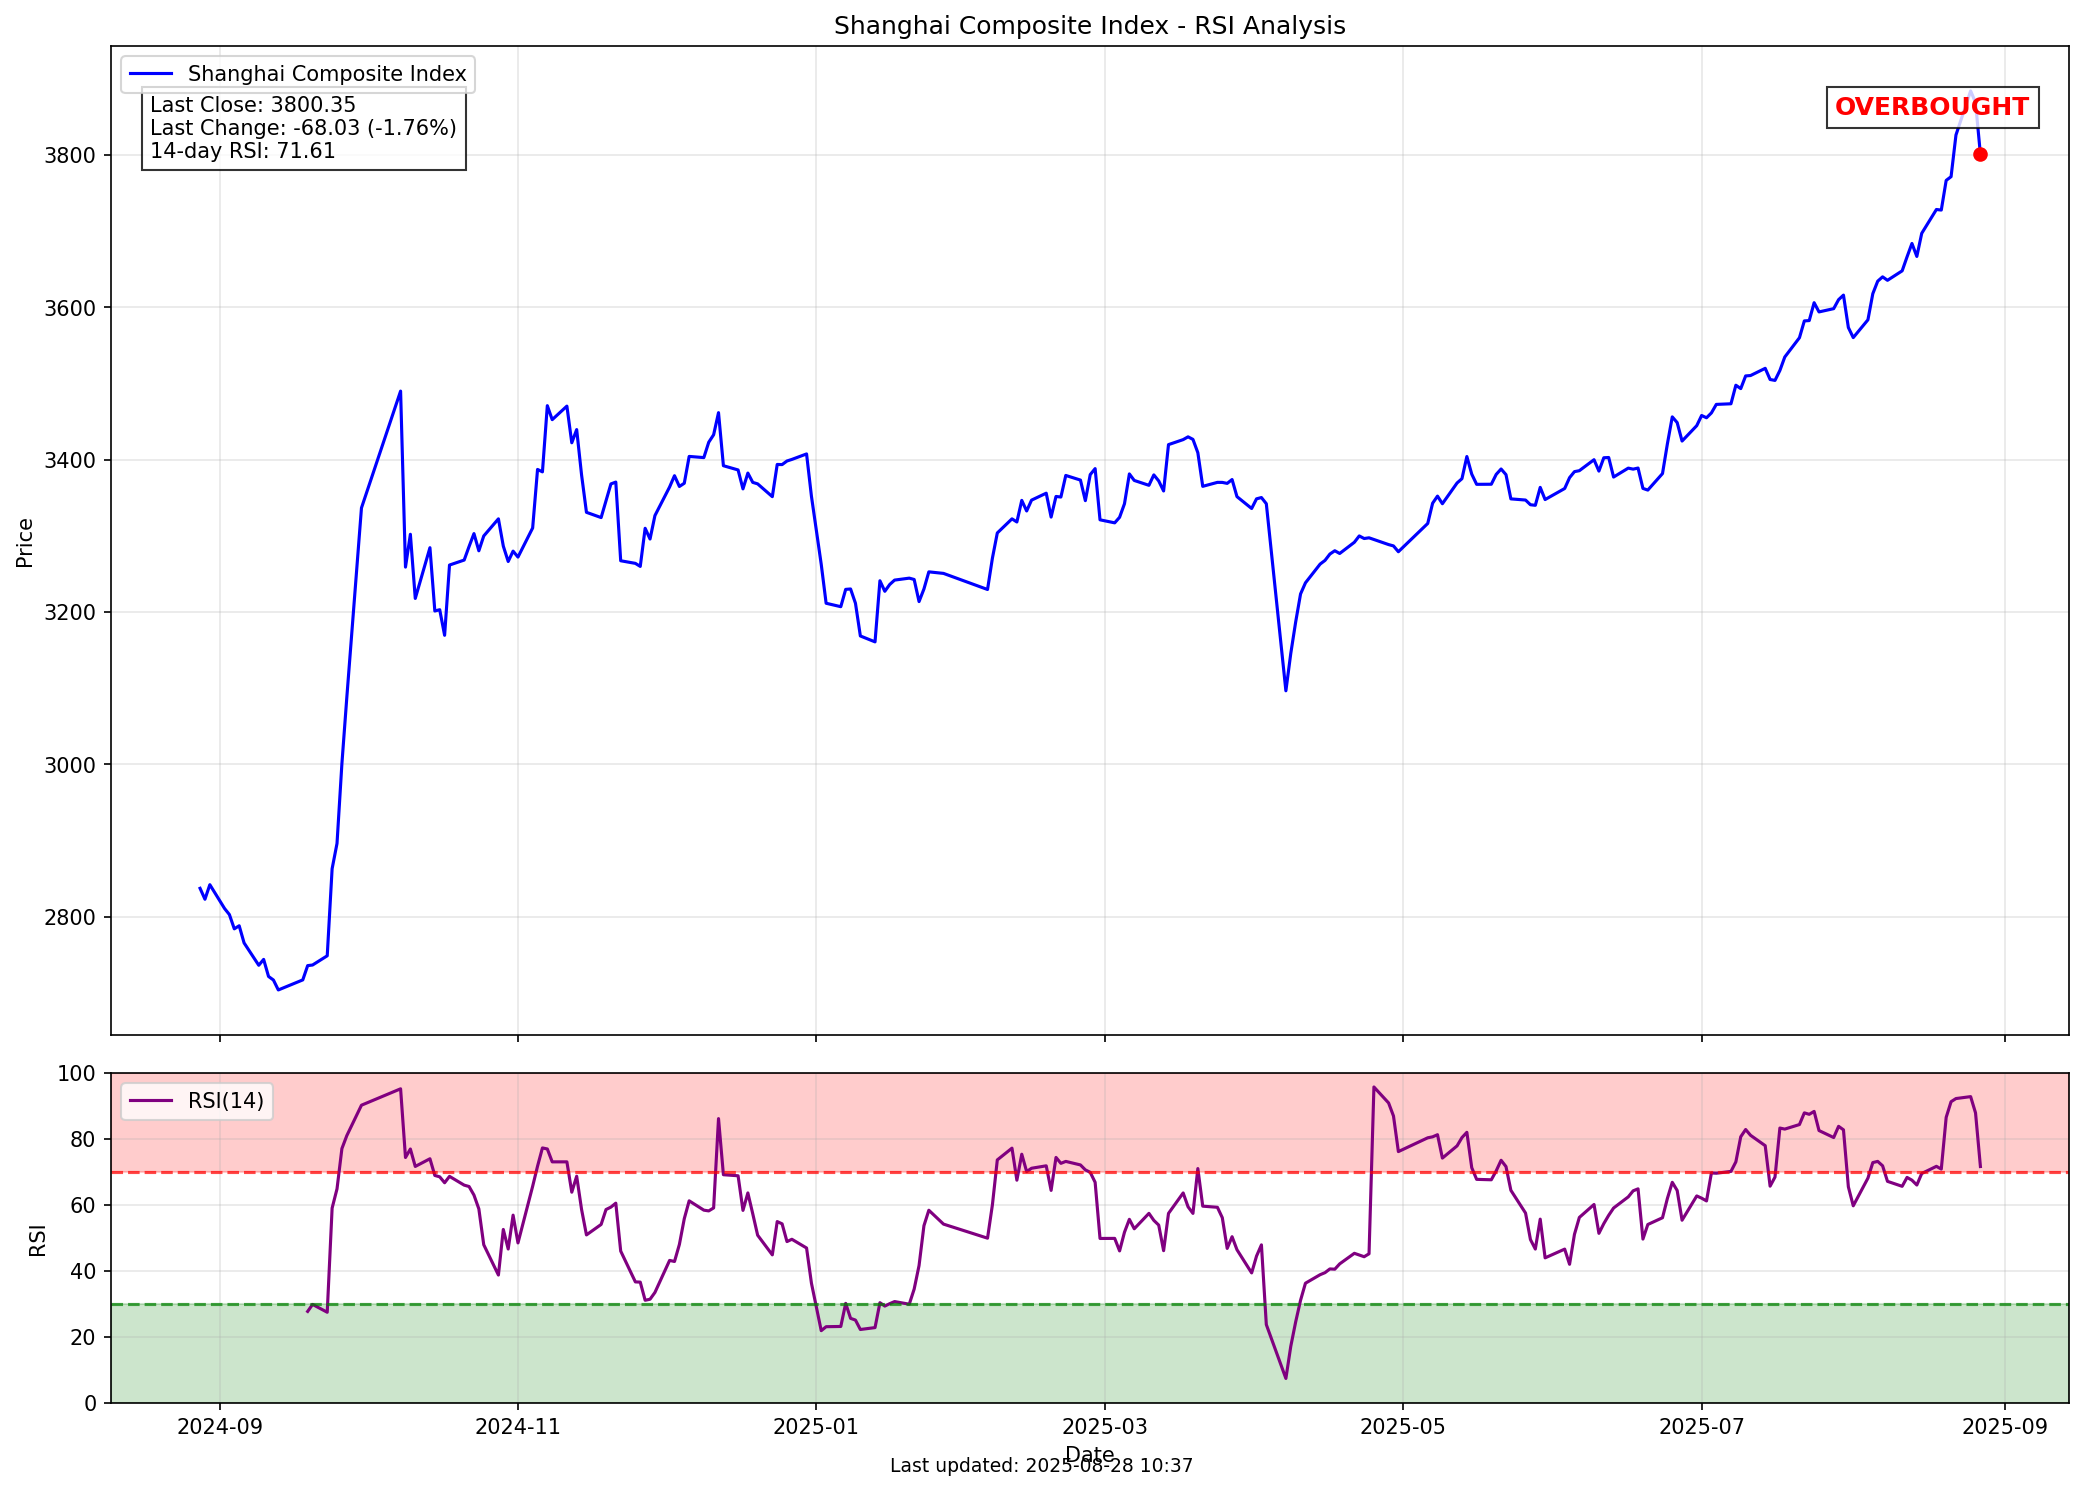 Shanghai Composite Index - RSI Analysis
Shanghai Composite Index
Last Close: 3800.35
Last Change: -68.03 (-1.76%)
14-day RSI: 71.61
OVERBOUGHT
Price
3800
3600
3400
3200
3000
2800
RSI(14)
RSI
100
80
60
40
20
0
2024-09
2024-11
2025-01
2025-03
2025-05
2025-07
2025-09
Date
Last updated: 2025-08-28 10:37